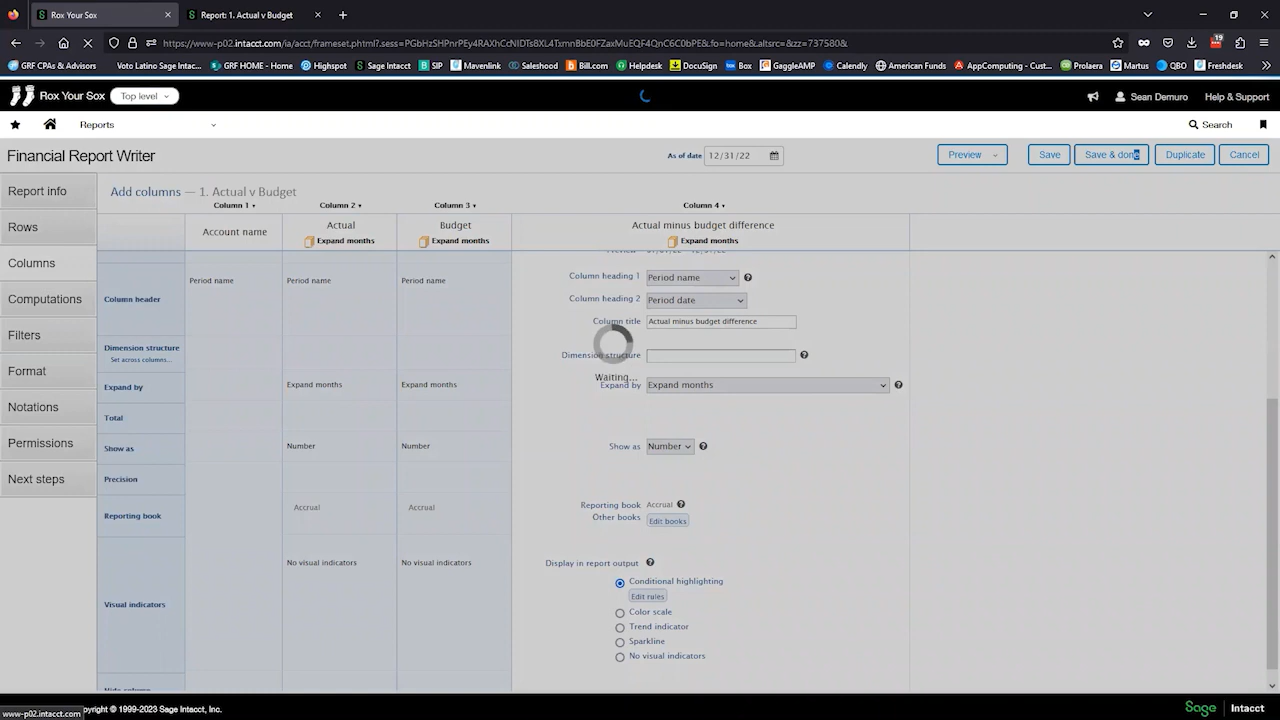 Rox Your Sox
Report: 1. Actual v Budget
https://www-p02.intacct.com/ia/acct/frameset.phtml?.sess=
GRF CPAs & Advisors
Voto Latino Sage Intacct...
GRF HOME - Home
Highspot
Sage Intacct
SIP
Mavenlink
Saleshood
Bill.com
Helpdesk
DocuSign
Box
GaggleAMP
Calendly
American Funds
AppComputing - Cust...
Prolaera
Dartus
QBO
Freshdesk
19
Rox Your Sox
Top level
Sean Demuro
Help & Support
Reports
Search
Financial Report Writer
As of date
12/31/22
Preview
Save
Save & done
Duplicate
Cancel
Report info
Add columns — 1. Actual v Budget
Column 1
Column 2
Column 3
Column 4
Rows
Account name
Actual
Budget
Actual minus budget difference
Expand months
Expand months
Expand months
Columns
Column header
Period name
Period name
Period name
Column heading 1
Period name
Column heading 2
Period date
Computations
Column title
Actual minus budget difference
Filters
Dimension structure
Set across columns...
Dimension structure
Format
Waiting...
Expand by
Expand months
Expand months
Expand by
Expand months
Notations
Total
Permissions
Show as
Number
Number
Show as
Number
Next steps
Precision
Reporting book
Accrual
Accrual
Reporting book
Accrual
Other books
Edit books
Visual indicators
No visual indicators
No visual indicators
Display in report output
Conditional highlighting
Edit rules
Color scale
Trend indicator
Sparkline
No visual indicators
Hide column
www-p02.intacct.com
pyright © 1999-2023 Sage Intacct, Inc.
Sage
Intacct